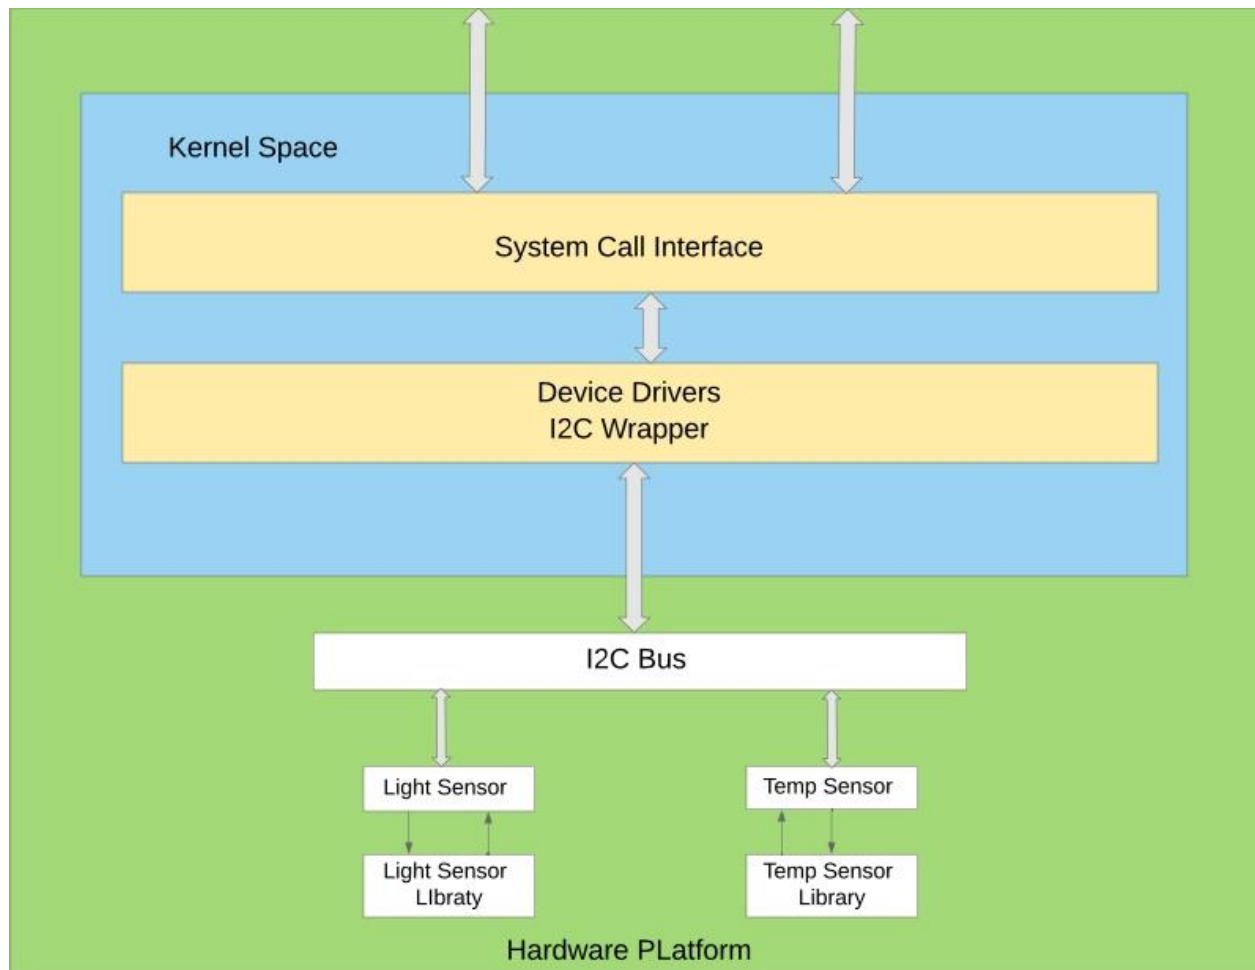 Kernel Space
System Call Interface
Device Drivers
I2C Wrapper
I2C Bus
Light Sensor
Temp Sensor
Light Sensor
LIbraty
Temp Sensor
Library
Hardware PLatform